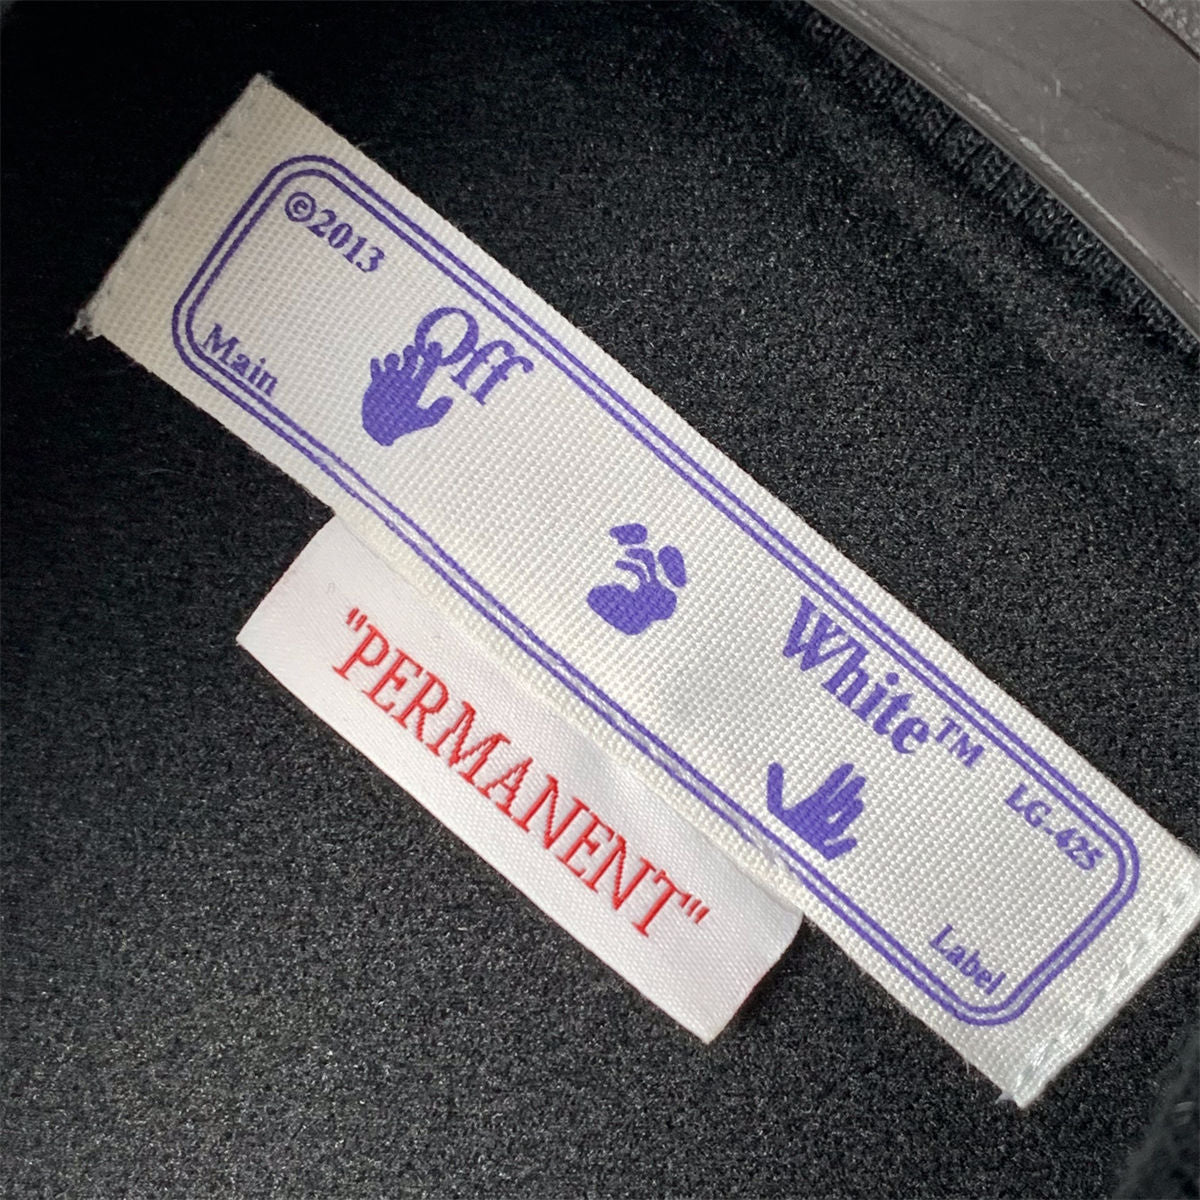 ©2013
Off
White™
LG-425
Main
Label
"PERMANENT"